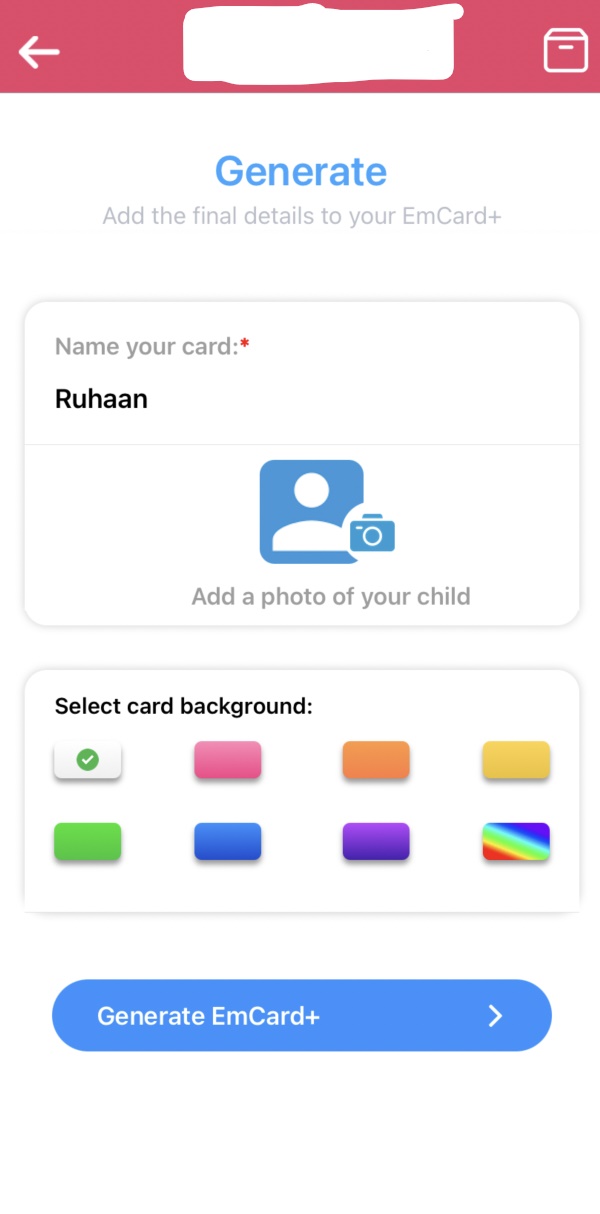 Generate
Add the final details to your EmCard+
Name your card:*
Ruhaan
Add a photo of your child
Select card background:
Generate EmCard+